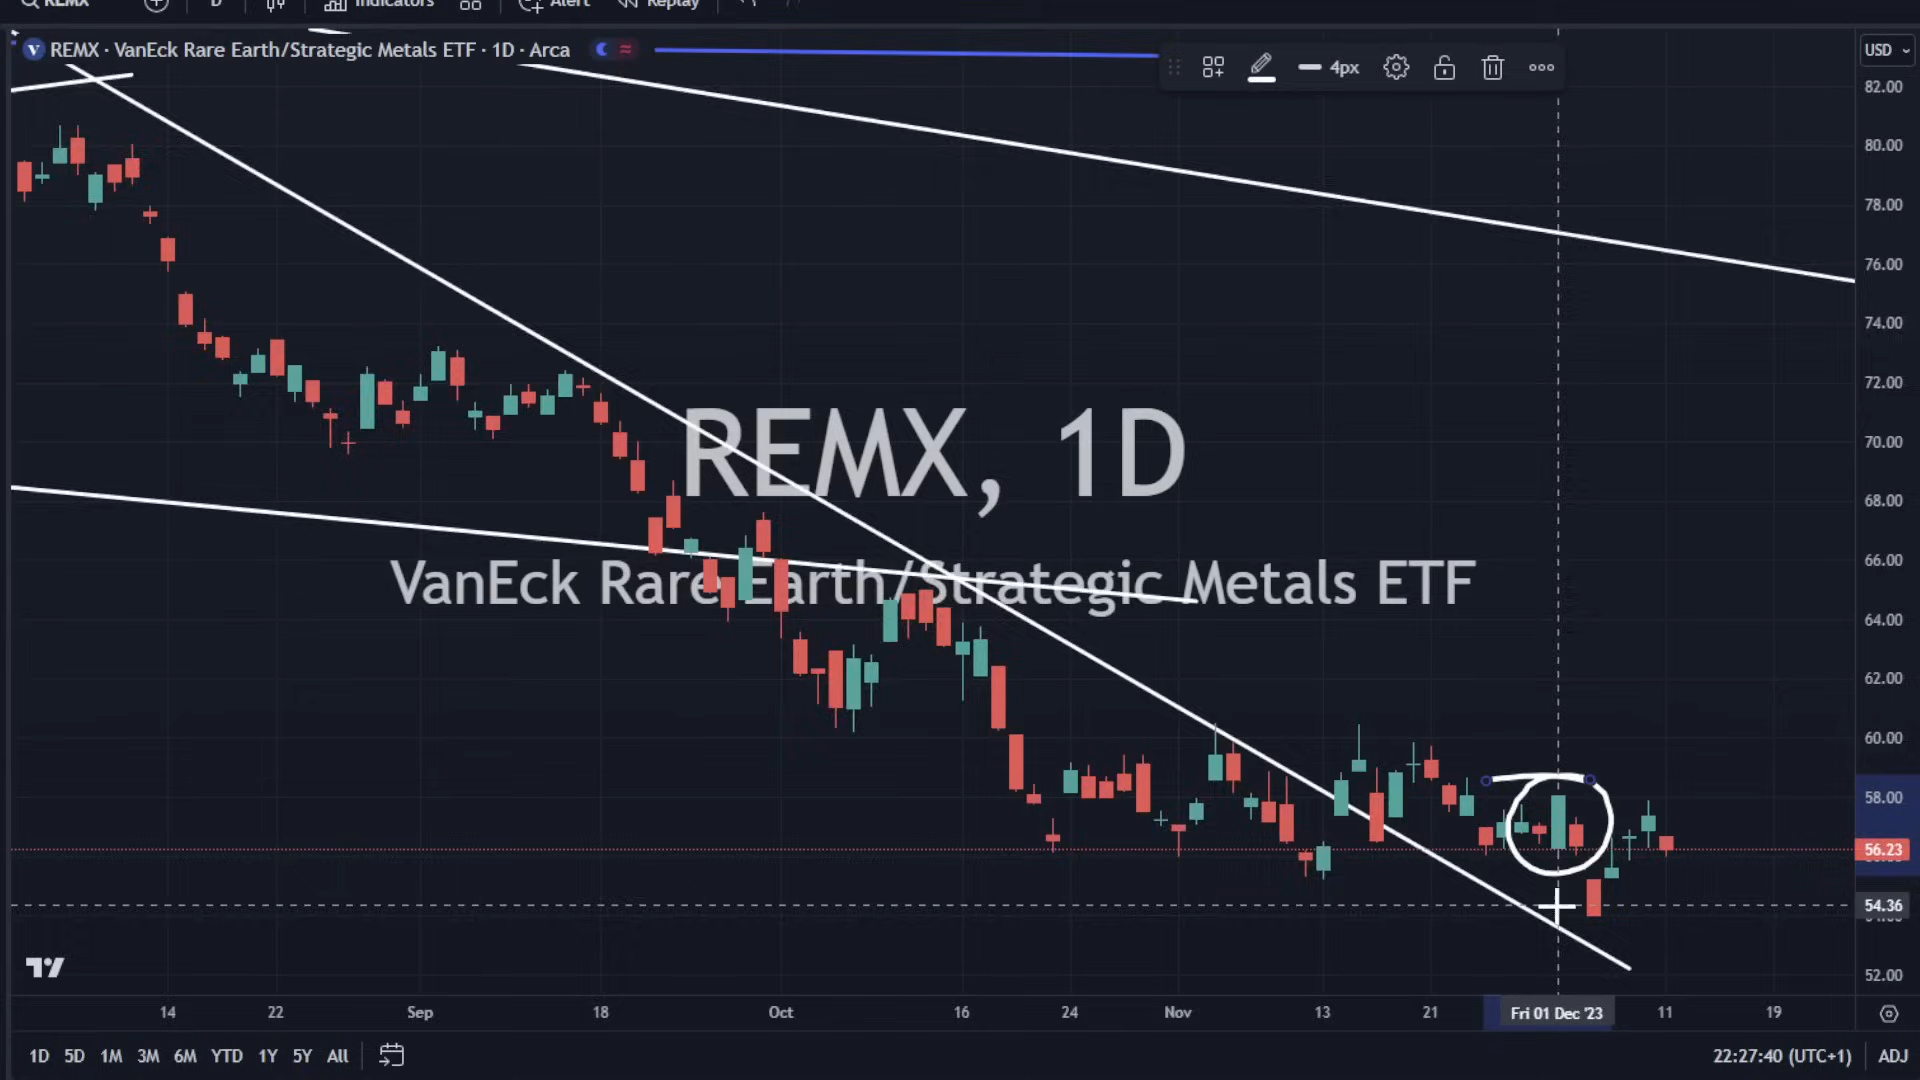 REMX D Indicators Alert Replay
REMX · VanEck Rare Earth/Strategic Metals ETF · 1D · Arca
4px
USD
82.00
80.00
78.00
76.00
74.00
72.00
70.00
68.00
66.00
64.00
62.00
60.00
58.00
56.23
54.36
52.00
REMX, 1D
VanEck Rare Earth/Strategic Metals ETF
14 22 Sep 18 Oct 16 24 Nov 13 21 Fri 01 Dec '23 11 19
1D 5D 1M 3M 6M YTD 1Y 5Y All 22:27:40 (UTC+1) ADJ